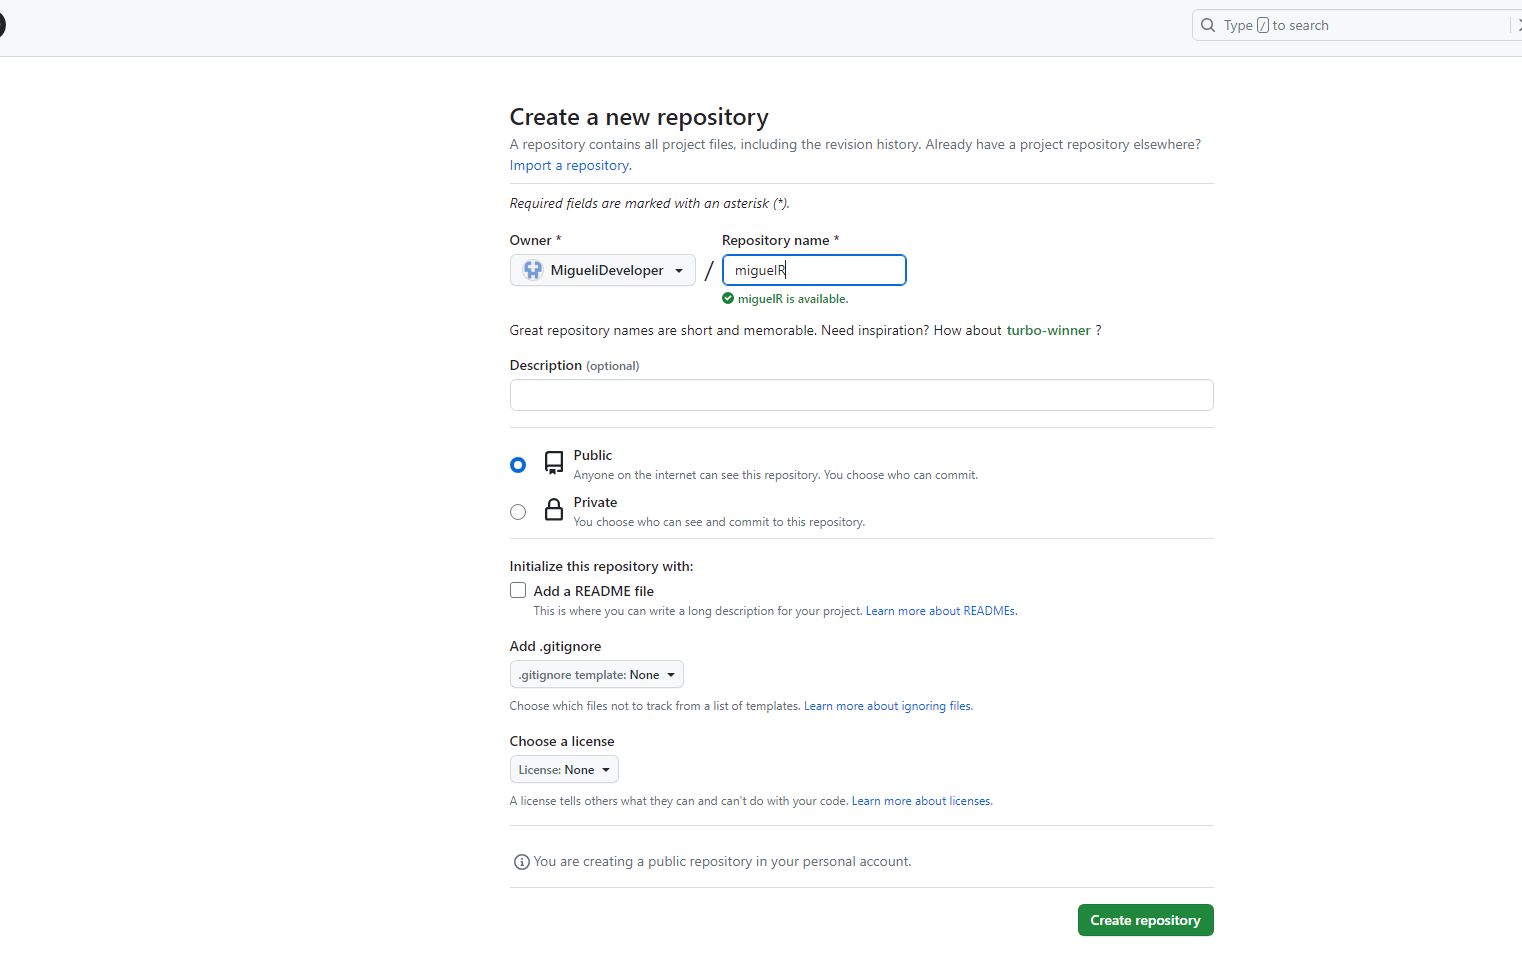 Type / to search
Create a new repository
A repository contains all project files, including the revision history. Already have a project repository elsewhere?
Import a repository.
Required fields are marked with an asterisk (*).
Owner * Repository name *
MigueliDeveloper / miguelR
miguelR is available.
Great repository names are short and memorable. Need inspiration? How about turbo-winner ?
Description (optional)
Public
Anyone on the internet can see this repository. You choose who can commit.
Private
You choose who can see and commit to this repository.
Initialize this repository with:
Add a README file
This is where you can write a long description for your project. Learn more about READMEs.
Add .gitignore
.gitignore template: None
Choose which files not to track from a list of templates. Learn more about ignoring files.
Choose a license
License: None
A license tells others what they can and can't do with your code. Learn more about licenses.
You are creating a public repository in your personal account.
Create repository